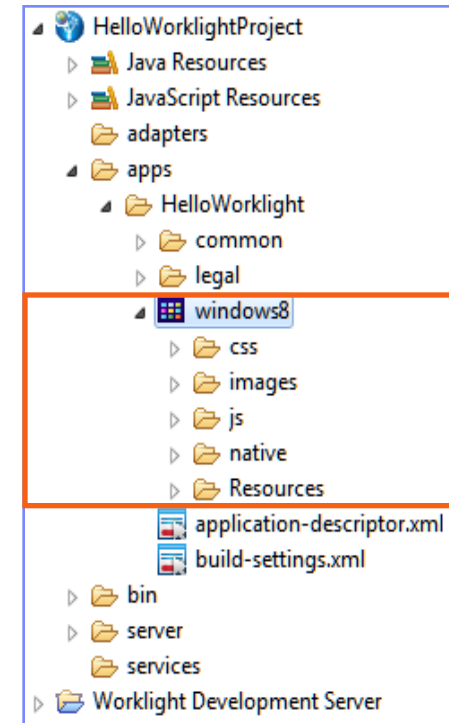 HelloWorklightProject
Java Resources
JavaScript Resources
adapters
apps
HelloWorklight
common
legal
windows8
css
images
js
native
Resources
application-descriptor.xml
build-settings.xml
bin
server
services
Worklight Development Server